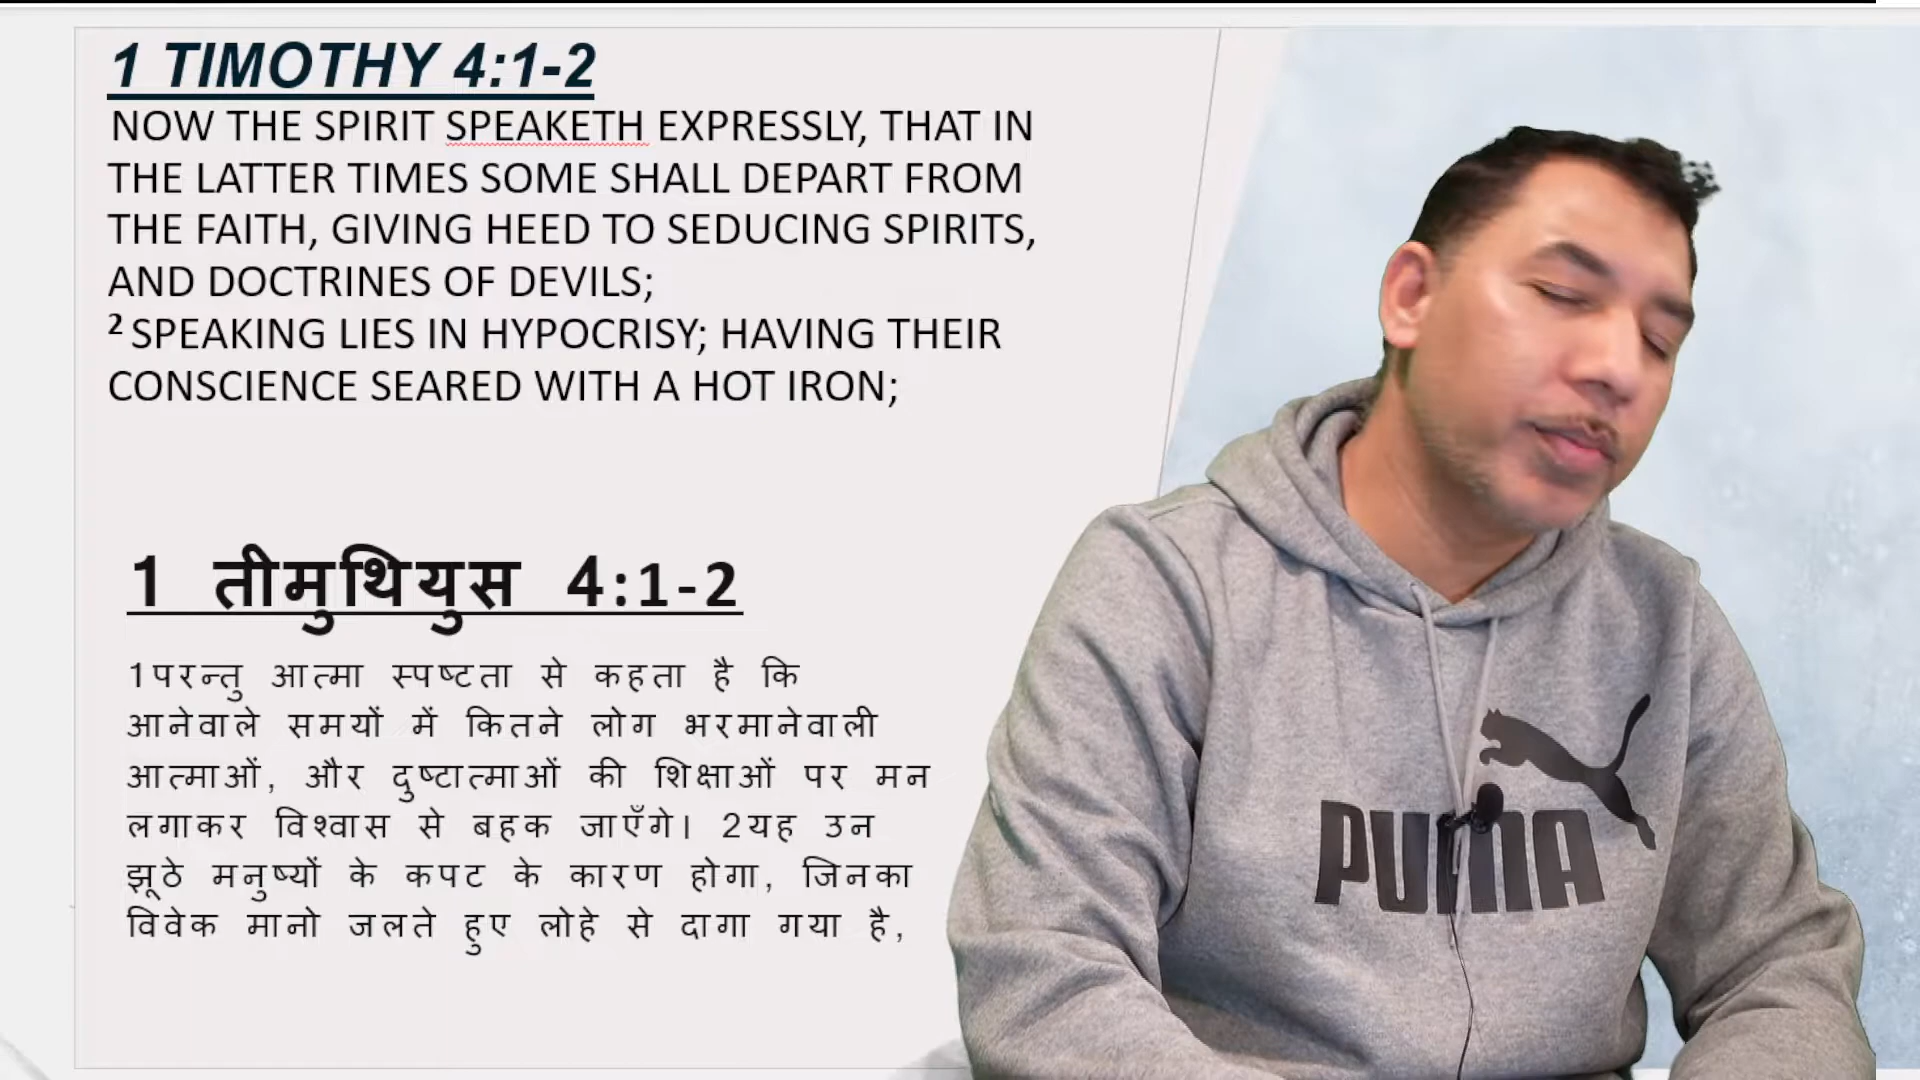 1 TIMOTHY 4:1-2
NOW THE SPIRIT SPEAKETH EXPRESSLY, THAT IN
THE LATTER TIMES SOME SHALL DEPART FROM
THE FAITH, GIVING HEED TO SEDUCING SPIRITS,
AND DOCTRINES OF DEVILS;
2 SPEAKING LIES IN HYPOCRISY; HAVING THEIR
CONSCIENCE SEARED WITH A HOT IRON;
1 तीमुथियुस 4:1-2
1परन्तु आत्मा स्पष्टता से कहता है कि
आनेवाले समयों में कितने लोग भरमानेवाली
आत्माओं, और दुष्टात्माओं की शिक्षाओं पर मन
लगाकर विश्वास से बहक जाएँगे। 2यह उन
झूठे मनुष्यों के कपट के कारण होगा, जिनका
विवेक मानो जलते हुए लोहे से दागा गया है,
PUMA